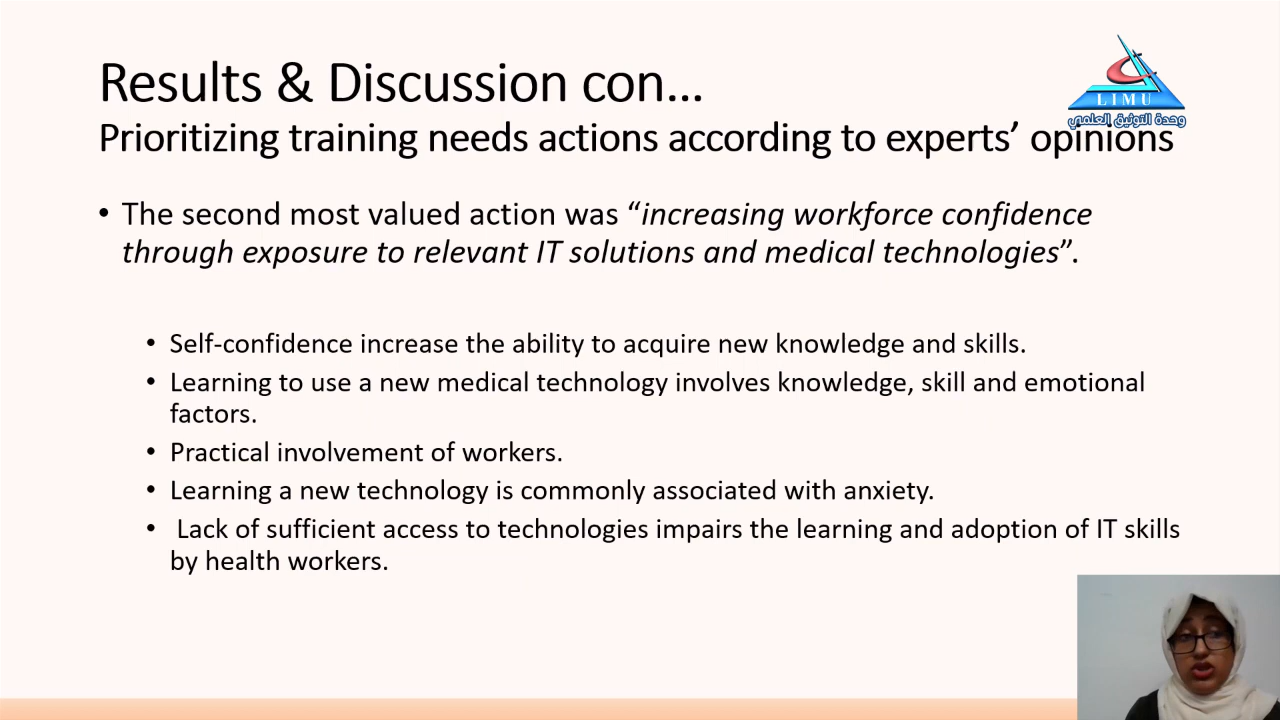 Results & Discussion con...
LIMU
وحدة التوثيق العلمي
Prioritizing training needs actions according to experts’ opinions
• The second most valued action was “increasing workforce confidence
through exposure to relevant IT solutions and medical technologies”.
• Self-confidence increase the ability to acquire new knowledge and skills.
• Learning to use a new medical technology involves knowledge, skill and emotional
factors.
• Practical involvement of workers.
• Learning a new technology is commonly associated with anxiety.
• Lack of sufficient access to technologies impairs the learning and adoption of IT skills
by health workers.